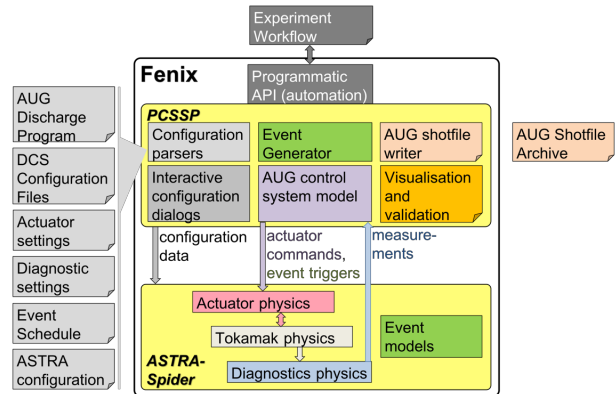 Experiment
Workflow
Fenix
Programmatic
API (automation)
AUG
Discharge
Program
DCS
Configuration
Files
Actuator
settings
Diagnostic
settings
Event
Schedule
ASTRA
configuration
PCSSP
Configuration
parsers
Event
Generator
AUG shotfile
writer
AUG Shotfile
Archive
Interactive
configuration
dialogs
AUG control
system model
Visualisation
and
validation
configuration
data
actuator
commands,
event triggers
measure-
ments
Actuator physics
Tokamak physics
Diagnostics physics
Event
models
ASTRA-
Spider